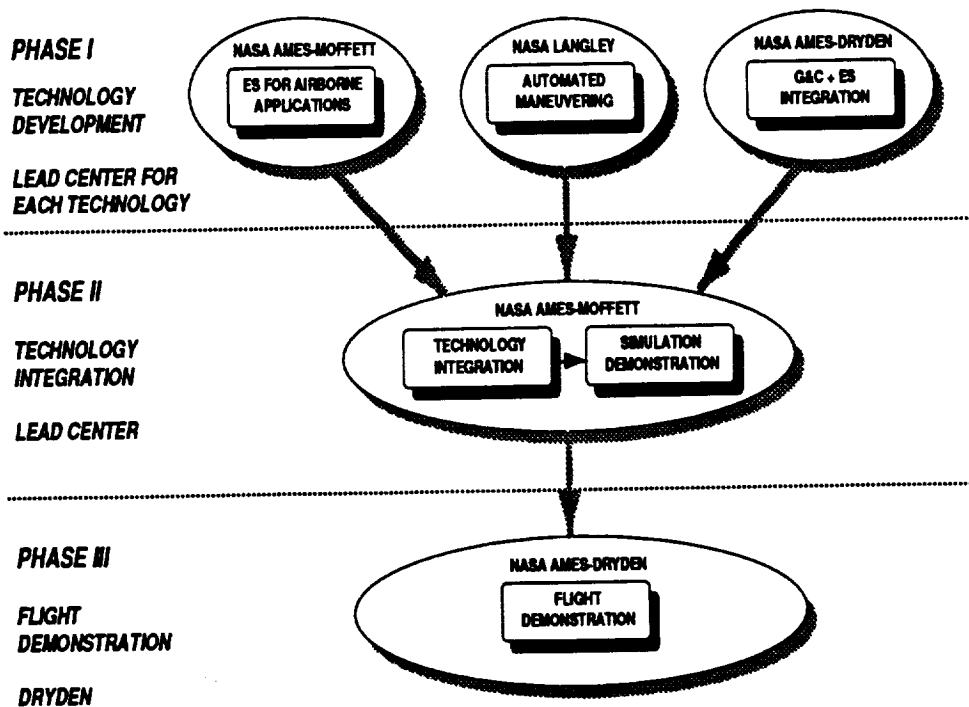 PHASE I
TECHNOLOGY
DEVELOPMENT
LEAD CENTER FOR
EACH TECHNOLOGY
NASA AMES-MOFFETT
ES FOR AIRBORNE
APPLICATIONS
NASA LANGLEY
AUTOMATED
MANEUVERING
NASA AMES-DRYDEN
G&C + ES
INTEGRATION
PHASE II
TECHNOLOGY
INTEGRATION
LEAD CENTER
NASA AMES-MOFFETT
TECHNOLOGY
INTEGRATION
SIMULATION
DEMONSTRATION
PHASE III
FLIGHT
DEMONSTRATION
DRYDEN
NASA AMES-DRYDEN
FLIGHT
DEMONSTRATION